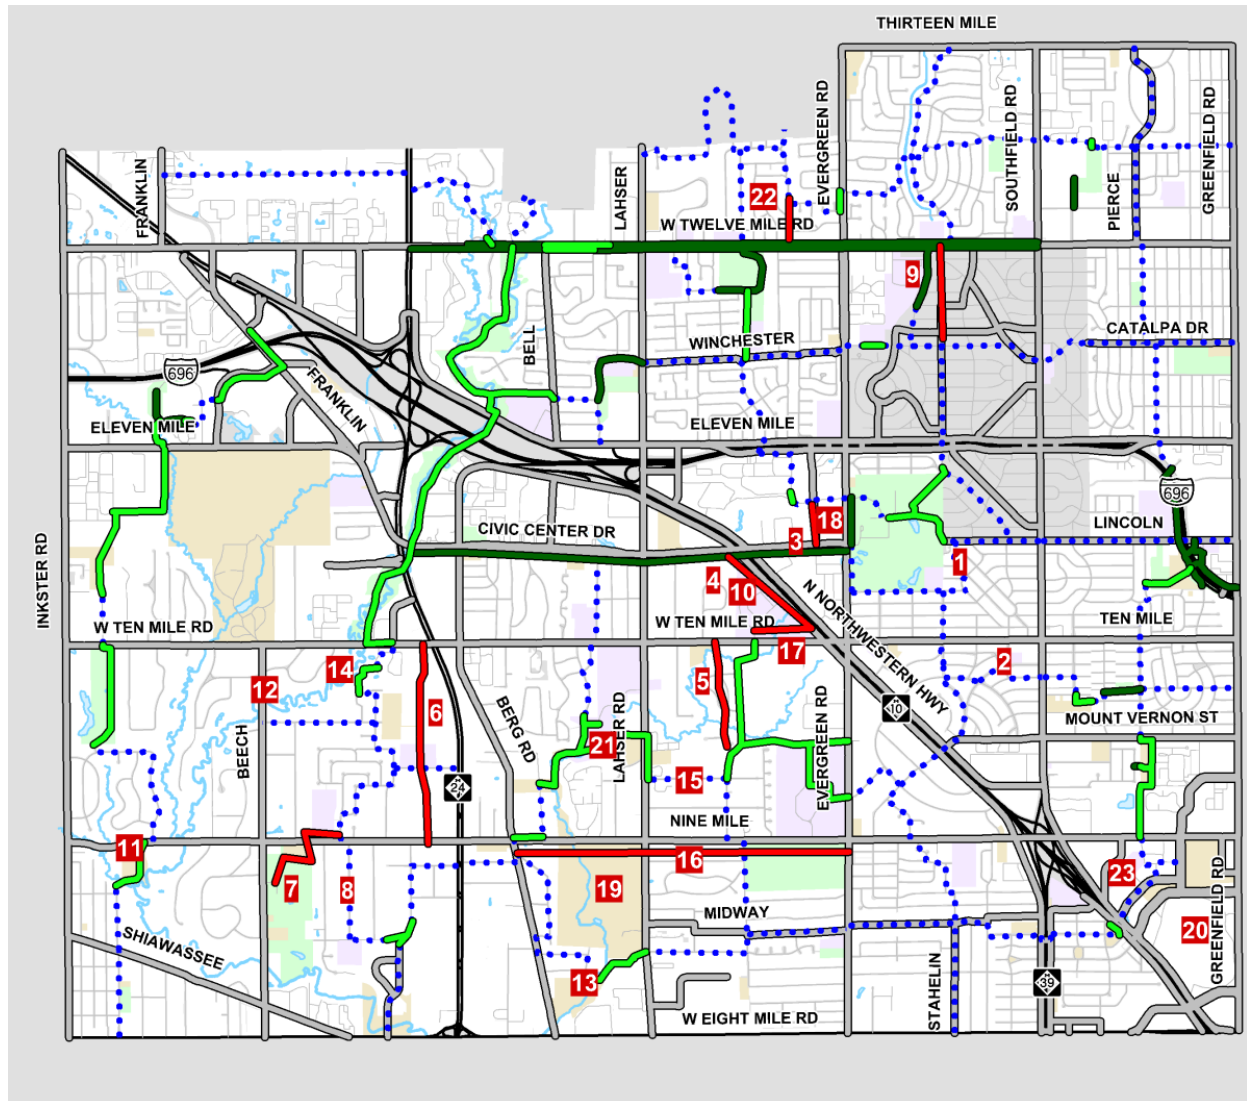 THIRTEEN MILE
FRANKLIN
LAHSER
EVERGREEN RD
SOUTHFIELD RD
PIERCE
GREENFIELD RD
22
W TWELVE MILE RD
9
BELL
WINCHESTER
CATALPA DR
696
FRANKLIN
ELEVEN MILE
ELEVEN MILE
696
INKSTER RD
CIVIC CENTER DR
3
18
LINCOLN
1
4
10
N NORTHWESTERN HWY
W TEN MILE RD
W TEN MILE RD
TEN MILE
17
2
14
12
5
6
BERG RD
LAHSER RD
EVERGREEN RD
10
MOUNT VERNON ST
BEECH
21
24
15
NINE MILE
11
16
7
8
19
23
MIDWAY
20
GREENFIELD RD
SHIAWASSEE
13
STAHELIN
39
W EIGHT MILE RD